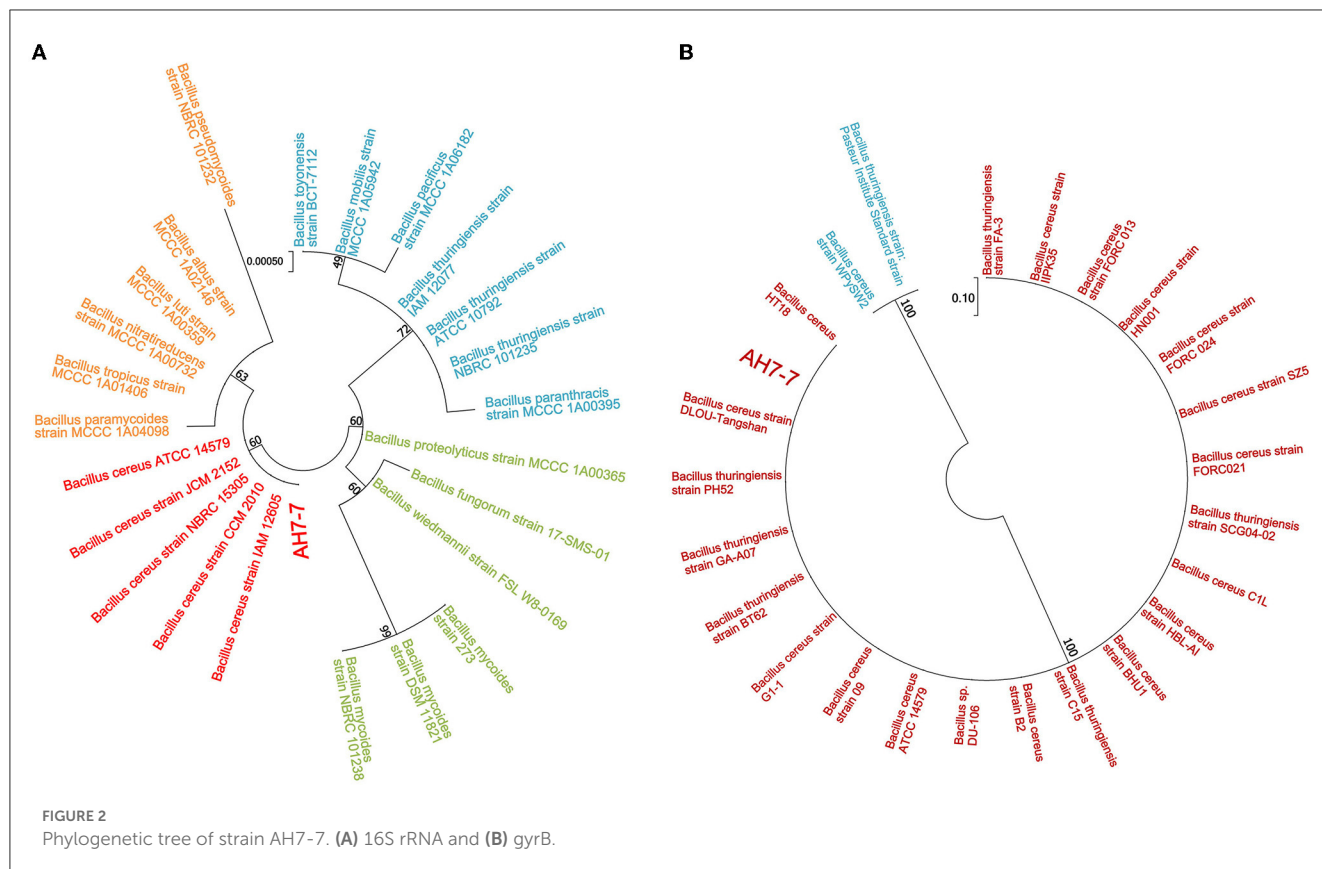 A
Bacillus pseudomycoides
strain NBRC 101232
Bacillus albus strain
MCCC 1A02146
Bacillus luti strain
MCCC 1A00359
Bacillus nitratireducens
strain MCCC 1A00732
Bacillus tropicus strain
MCCC 1A01406
Bacillus paramycoides
strain MCCC 1A04098
Bacillus cereus ATCC 14579
Bacillus cereus strain JCM 2152
Bacillus cereus strain NBRC 15305
Bacillus cereus strain CCM 2010
Bacillus cereus strain IAM 12605
AH7-7
Bacillus toyonensis
strain BCT-7112
Bacillus mobilis strain
MCCC 1A05942
Bacillus pacificus
strain MCCC 1A06182
Bacillus thuringiensis strain
IAM 12077
Bacillus thuringiensis strain
ATCC 10792
Bacillus thuringiensis strain
NBRC 101235
Bacillus paranthracis
strain MCCC 1A00395
Bacillus proteolyticus strain MCCC 1A00365
Bacillus fungorum strain 17-SMS-01
Bacillus wiedmannii strain FSL W8-0169
Bacillus mycoides
strain 273
Bacillus mycoides
strain DSM 11821
Bacillus mycoides
strain NBRC 101238
0.00050
49
72
63
60
60
60
99
B
Bacillus thuringiensis strain:
Pasteur Institute Standard strain
Bacillus cereus
strain WPySW2
Bacillus cereus
HT18
AH7-7
Bacillus cereus strain
DLOU-Tangshan
Bacillus thuringiensis
strain PH52
Bacillus thuringiensis
strain GA-A07
Bacillus thuringiensis
strain BT62
Bacillus cereus strain
G1-1
Bacillus cereus
strain 09
Bacillus cereus
ATCC 14579
Bacillus sp.
DU-106
Bacillus cereus
strain B2
Bacillus thuringiensis
strain C15
Bacillus cereus
strain BHU1
Bacillus cereus
strain HBL-AI
Bacillus cereus C1L
Bacillus thuringiensis
strain SCG04-02
Bacillus cereus strain
FORC021
Bacillus cereus strain SZ5
Bacillus cereus strain
FORC 024
Bacillus cereus strain
HN001
Bacillus cereus
strain FORC 013
Bacillus cereus strain
IIPK35
Bacillus thuringiensis
strain FA-3
0.10
100
100
FIGURE 2
Phylogenetic tree of strain AH7-7. (A) 16S rRNA and (B) gyrB.